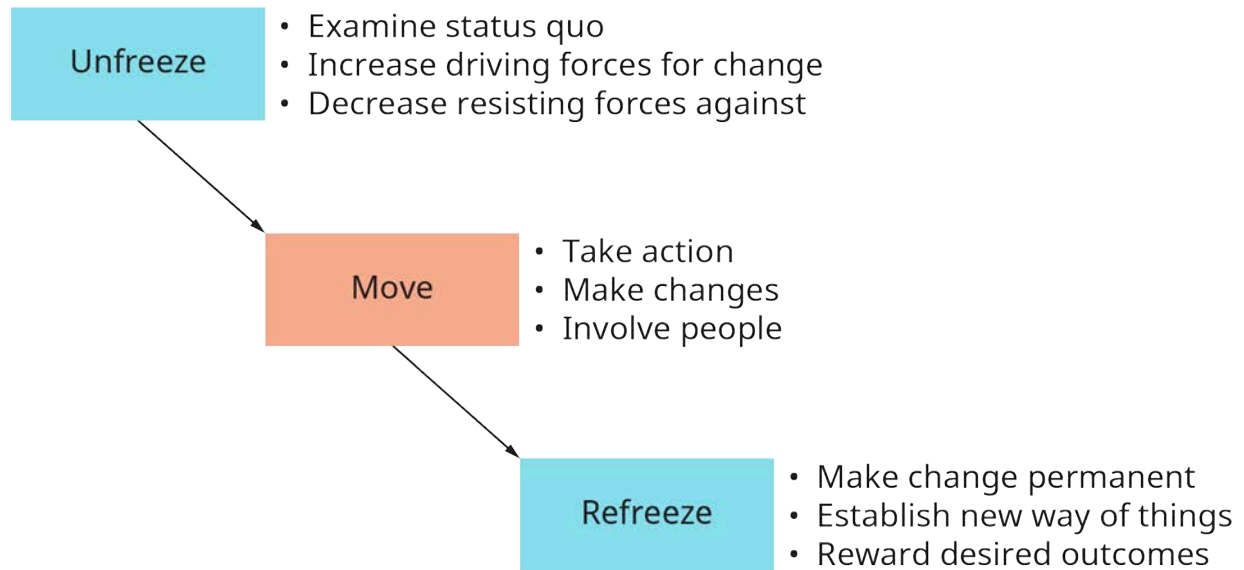 Unfreeze
• Examine status quo
• Increase driving forces for change
• Decrease resisting forces against
Move
• Take action
• Make changes
• Involve people
Refreeze
• Make change permanent
• Establish new way of things
• Reward desired outcomes